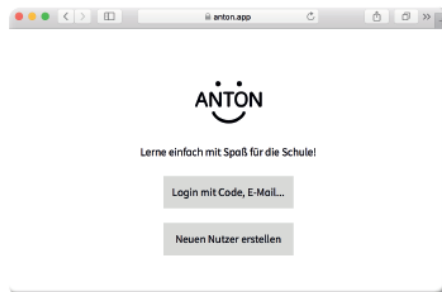 anton.app
ANTON
Lerne einfach mit Spaß für die Schule!
Login mit Code, E-Mail...
Neuen Nutzer erstellen